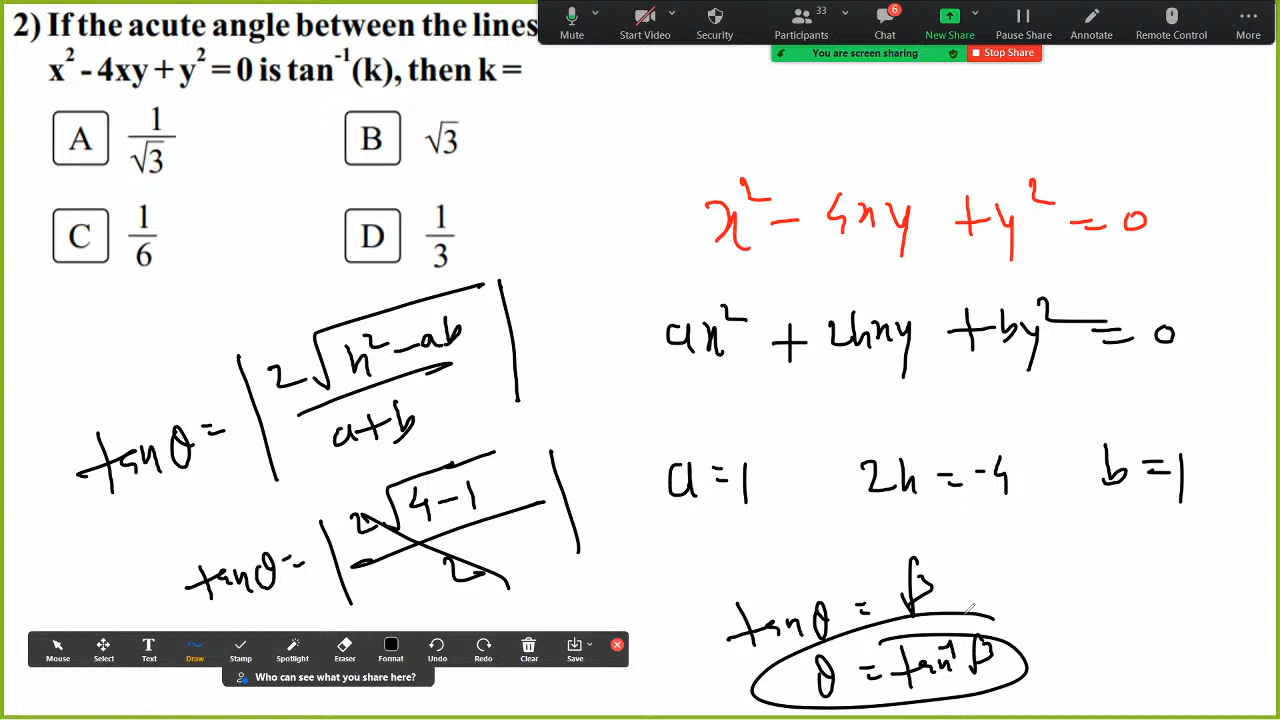 2) If the acute angle between the lines
x² - 4xy + y² = 0 is tan⁻¹(k), then k =
A 1/√3
B √3
C 1/6
D 1/3
Mute
Start Video
Security
33
Participants
6
Chat
New Share
Pause Share
Annotate
Remote Control
More
You are screen sharing
Stop Share
x² - 4xy + y² = 0
ax² + 2hxy + by² = 0
a = 1 2h = -4 b = 1
tanθ = | 2√(h² - ab) / a+b |
tanθ = | 2√(4-1) / 2 |
tanθ = √3
θ = tan⁻¹√3
Mouse
Select
Text
Draw
Stamp
Spotlight
Eraser
Format
Undo
Redo
Clear
Save
Who can see what you share here?